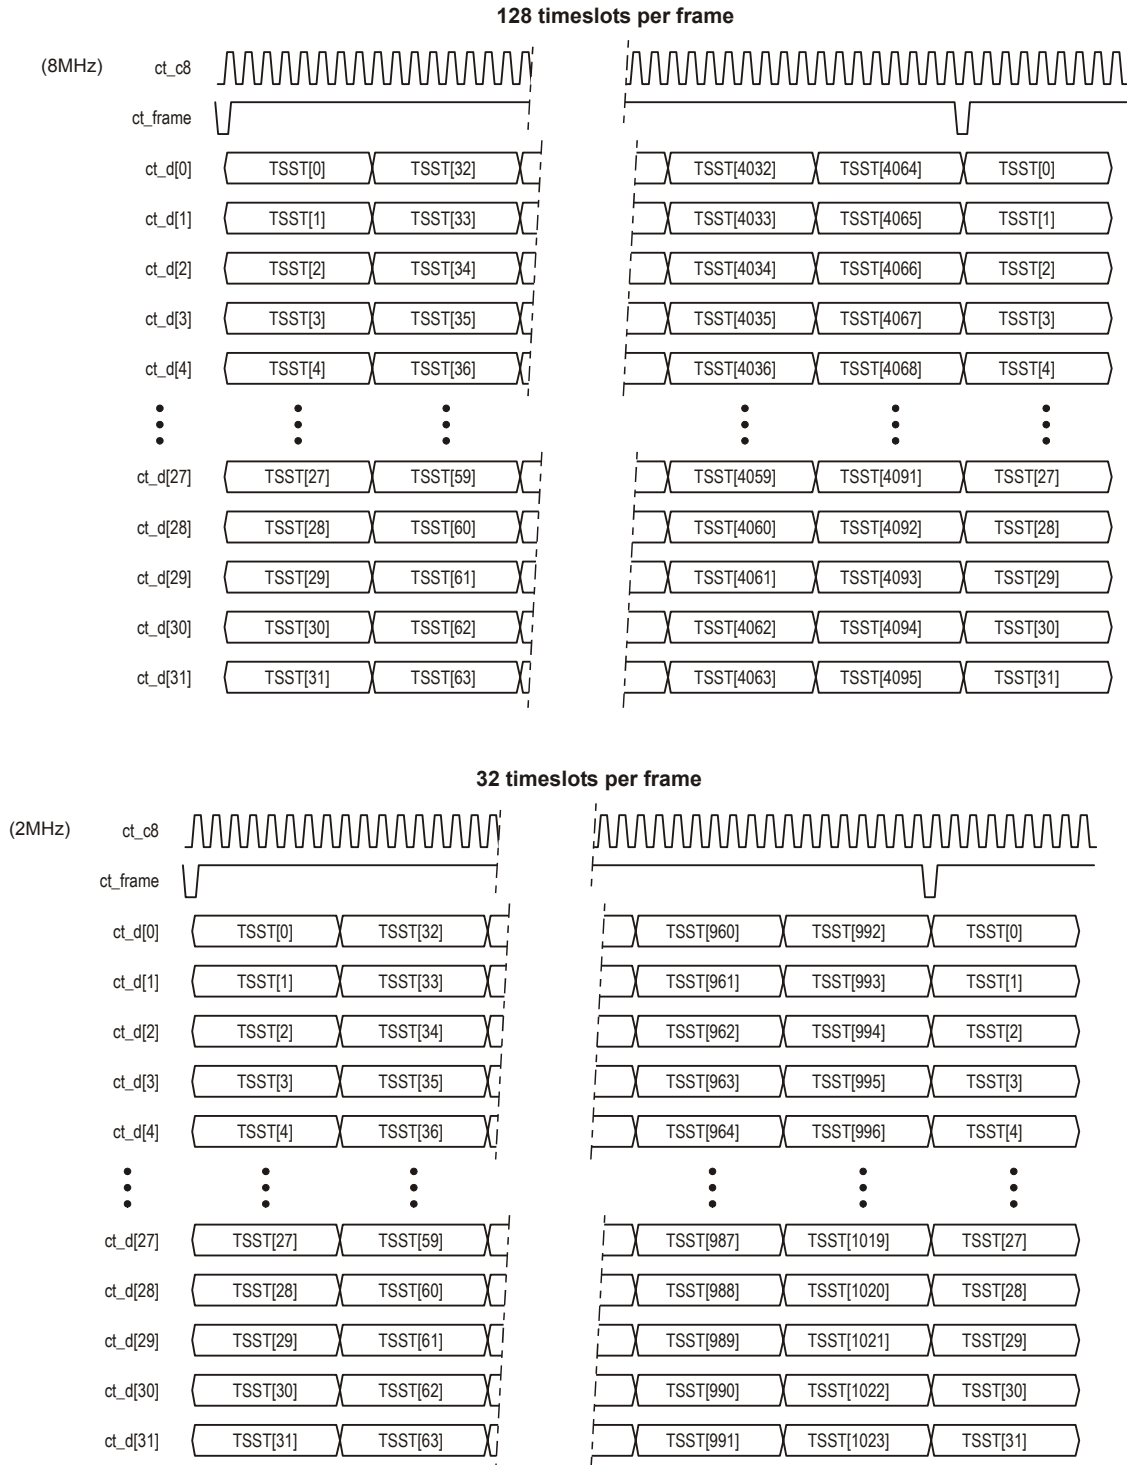 128 timeslots per frame
(8MHz) ct_c8
ct_frame
ct_d[0] TSST[0] TSST[32] TSST[4032] TSST[4064] TSST[0]
ct_d[1] TSST[1] TSST[33] TSST[4033] TSST[4065] TSST[1]
ct_d[2] TSST[2] TSST[34] TSST[4034] TSST[4066] TSST[2]
ct_d[3] TSST[3] TSST[35] TSST[4035] TSST[4067] TSST[3]
ct_d[4] TSST[4] TSST[36] TSST[4036] TSST[4068] TSST[4]
ct_d[27] TSST[27] TSST[59] TSST[4059] TSST[4091] TSST[27]
ct_d[28] TSST[28] TSST[60] TSST[4060] TSST[4092] TSST[28]
ct_d[29] TSST[29] TSST[61] TSST[4061] TSST[4093] TSST[29]
ct_d[30] TSST[30] TSST[62] TSST[4062] TSST[4094] TSST[30]
ct_d[31] TSST[31] TSST[63] TSST[4063] TSST[4095] TSST[31]
32 timeslots per frame
(2MHz) ct_c8
ct_frame
ct_d[0] TSST[0] TSST[32] TSST[960] TSST[992] TSST[0]
ct_d[1] TSST[1] TSST[33] TSST[961] TSST[993] TSST[1]
ct_d[2] TSST[2] TSST[34] TSST[962] TSST[994] TSST[2]
ct_d[3] TSST[3] TSST[35] TSST[963] TSST[995] TSST[3]
ct_d[4] TSST[4] TSST[36] TSST[964] TSST[996] TSST[4]
ct_d[27] TSST[27] TSST[59] TSST[987] TSST[1019] TSST[27]
ct_d[28] TSST[28] TSST[60] TSST[988] TSST[1020] TSST[28]
ct_d[29] TSST[29] TSST[61] TSST[989] TSST[1021] TSST[29]
ct_d[30] TSST[30] TSST[62] TSST[990] TSST[1022] TSST[30]
ct_d[31] TSST[31] TSST[63] TSST[991] TSST[1023] TSST[31]